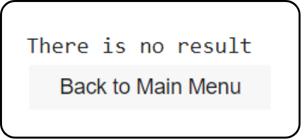 There is no result
Back to Main Menu